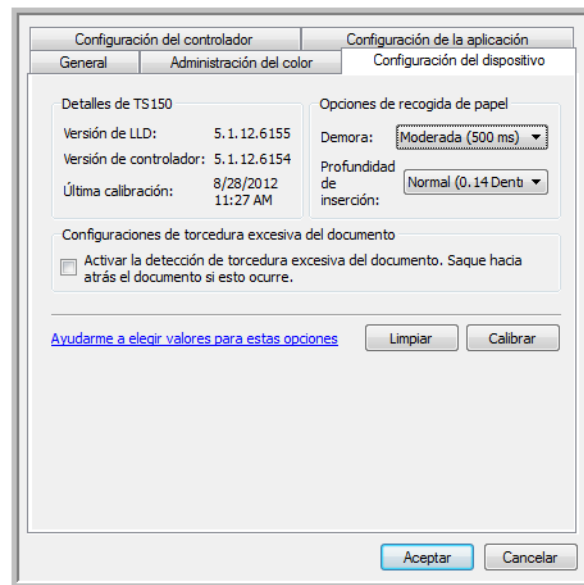 Configuración del controlador
Configuración de la aplicación
General
Administración del color
Configuración del dispositivo
Detalles de TS150
Versión de LLD: 5.1.12.6155
Versión de controlador: 5.1.12.6154
Última calibración: 8/28/2012
11:27 AM
Opciones de recogida de papel
Demora: Moderada (500 ms)
Profundidad
de
inserción:
Normal (0.14 Denti
Configuraciones de torcedura excesiva del documento
Activar la detección de torcedura excesiva del documento. Saque hacia
atrás el documento si esto ocurre.
Ayudarme a elegir valores para estas opciones
Limpiar
Calibrar
Aceptar
Cancelar